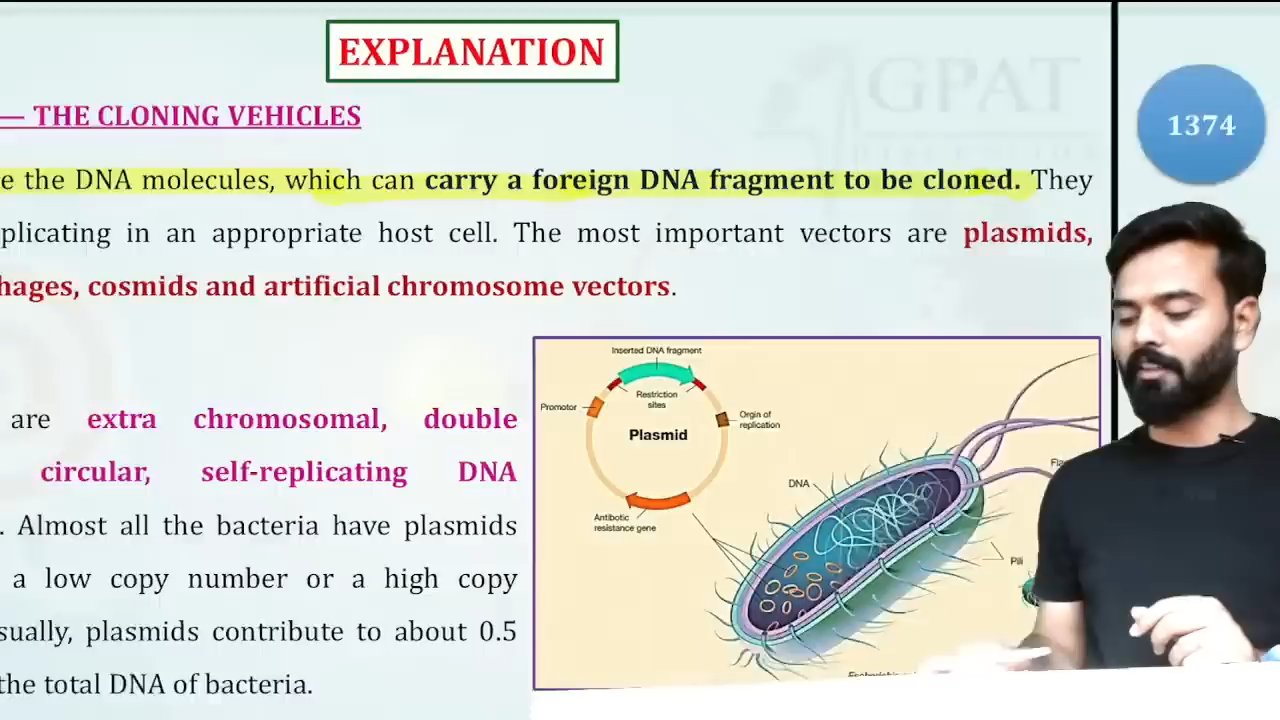 EXPLANATION
GPAT
— THE CLONING VEHICLES
1374
e the DNA molecules, which can carry a foreign DNA fragment to be cloned. They
plicating in an appropriate host cell. The most important vectors are plasmids,
hages, cosmids and artificial chromosome vectors.
are extra chromosomal, double
circular, self-replicating DNA
. Almost all the bacteria have plasmids
a low copy number or a high copy
sually, plasmids contribute to about 0.5
the total DNA of bacteria.
Inserted DNA fragment
Restriction
sites
Promotor
Orgin of
replication
Plasmid
DNA
Antibotic
resistance gene
Pili